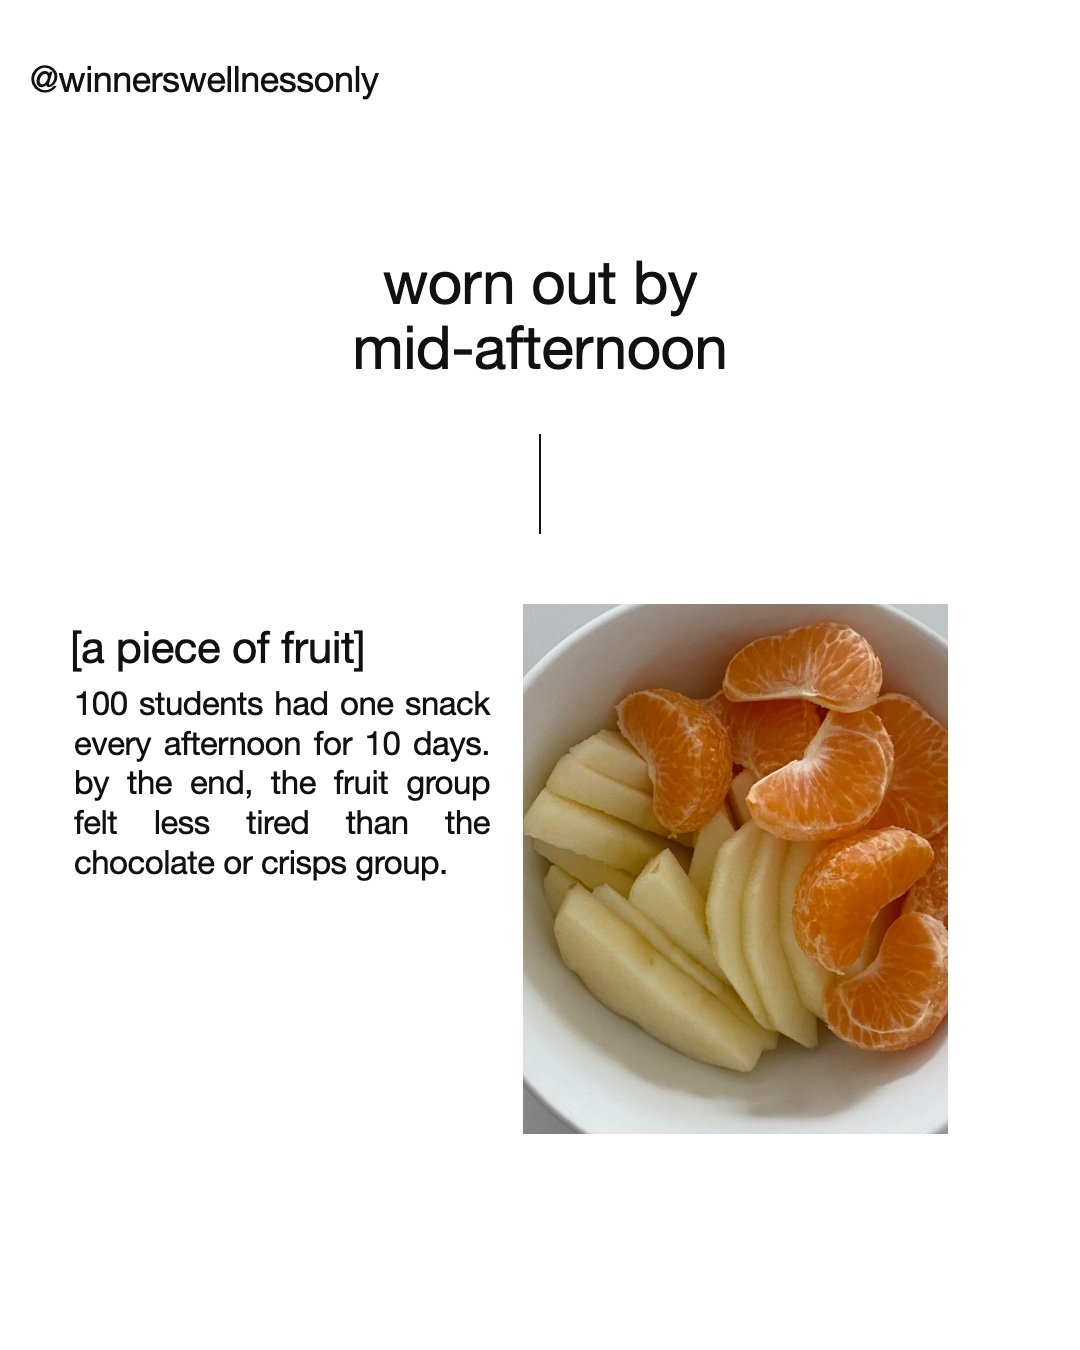 @winnerswellnessonly
worn out by
mid-afternoon
[a piece of fruit]
100 students had one snack
every afternoon for 10 days.
by the end, the fruit group
felt less tired than the
chocolate or crisps group.